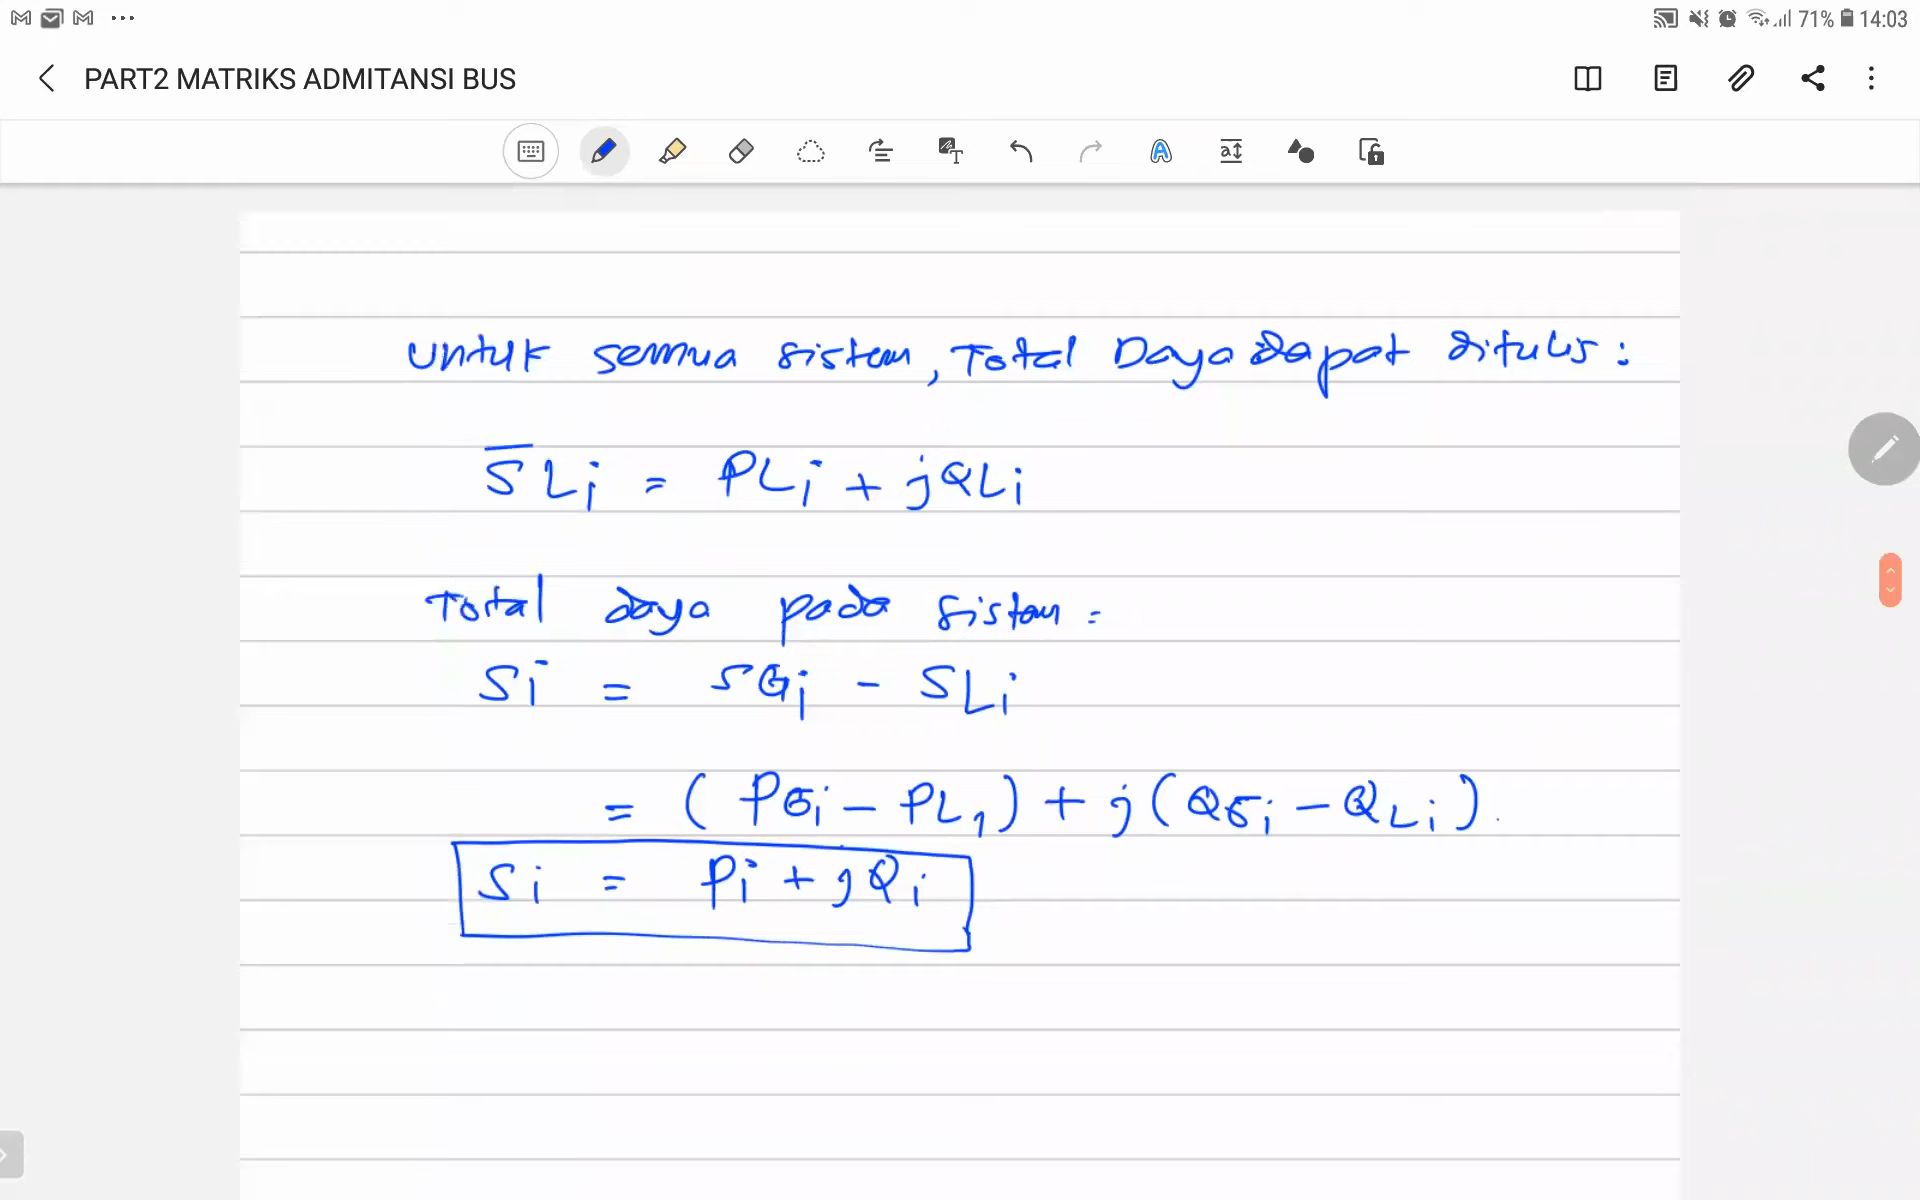 71% 14:03
PART2 MATRIKS ADMITANSI BUS
untuk semua sistem, Total Daya dapat ditulis :
S̅Li = PLi + jQLi
Total daya pada sistem =
Si = SGi - SLi
= (PGi - PL1) + j(QGi - QLi).
Si = Pi + jQi